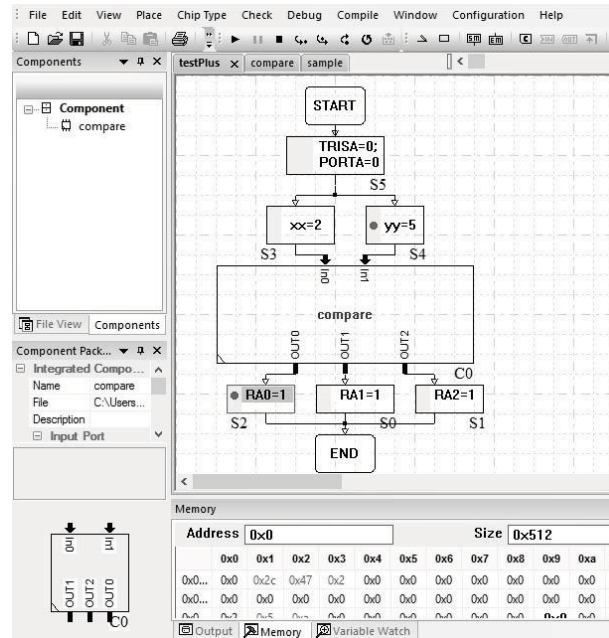 File Edit View Place Chip Type Check Debug Compile Window Configuration Help
Components
testPlus x compare sample
Component
compare
START
TRISA=0;
PORTA=0
S5
xx=2
yy=5
S3
S4
In0
In1
compare
OUT0
OUT1
OUT2
C0
RA0=1
RA1=1
RA2=1
S2
S0
S1
END
File View Components
Component Pack...
Integrated Compo...
Name compare
File C:\Users...
Description
Input Port
In0
In1
OUT1
OUT2
OUT0
C0
Memory
Address 0x0 Size 0x512
0x0 0x1 0x2 0x3 0x4 0x5 0x6 0x7 0x8 0x9 0xa
0x0... 0x0 0x2c 0x47 0x2 0x0 0x0 0x0 0x0 0x0 0x0 0x0
0x0... 0x0 0x0 0x0 0x0 0x0 0x0 0x0 0x0 0x0 0x0 0x0
Output Memory Variable Watch